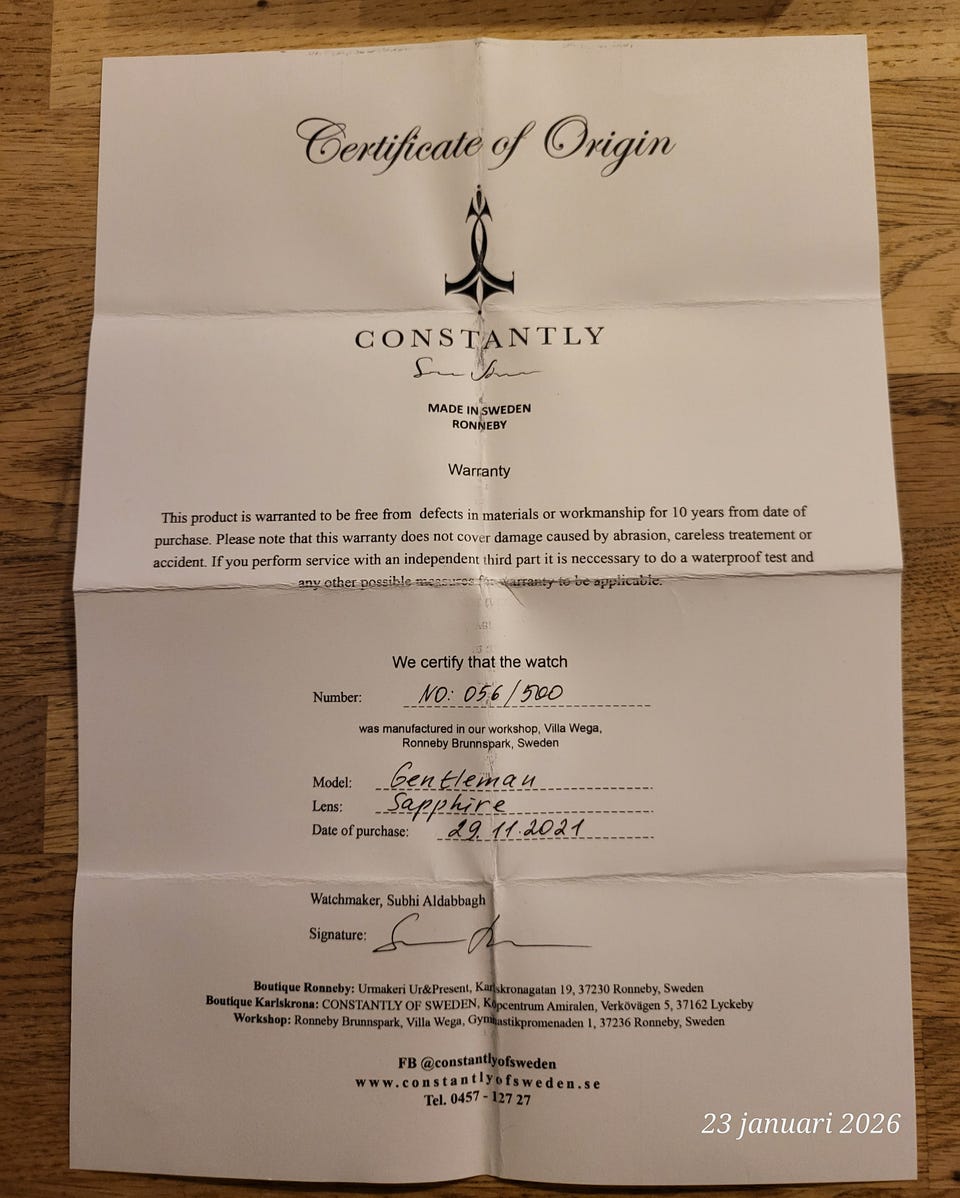 Certificate of Origin
CONSTANTLY
MADE IN SWEDEN
RONNEBY
Warranty
This product is warranted to be free from defects in materials or workmanship for 10 years from date of
purchase. Please note that this warranty does not cover damage caused by abrasion, careless treatement or
accident. If you perform service with an independent third part it is neccessary to do a waterproof test and
any other possible measures for warranty to be applicable.
We certify that the watch
Number: NO: 056/500
was manufactured in our workshop, Villa Wega,
Ronneby Brunnspark, Sweden
Model: Gentleman
Lens: Sapphire
Date of purchase: 29.11.2021
Watchmaker, Subhi Aldabbagh
Signature:
Boutique Ronneby: Urmakeri Ur&Present, Karlskronagatan 19, 37230 Ronneby, Sweden
Boutique Karlskrona: CONSTANTLY OF SWEDEN, Köpcentrum Amiralen, Verkövägen 5, 37162 Lyckeby
Workshop: Ronneby Brunnspark, Villa Wega, Gymnastikpromenaden 1, 37236 Ronneby, Sweden
FB @constantlyofsweden
www.constantlyofsweden.se
Tel. 0457 - 127 27
23 januari 2026